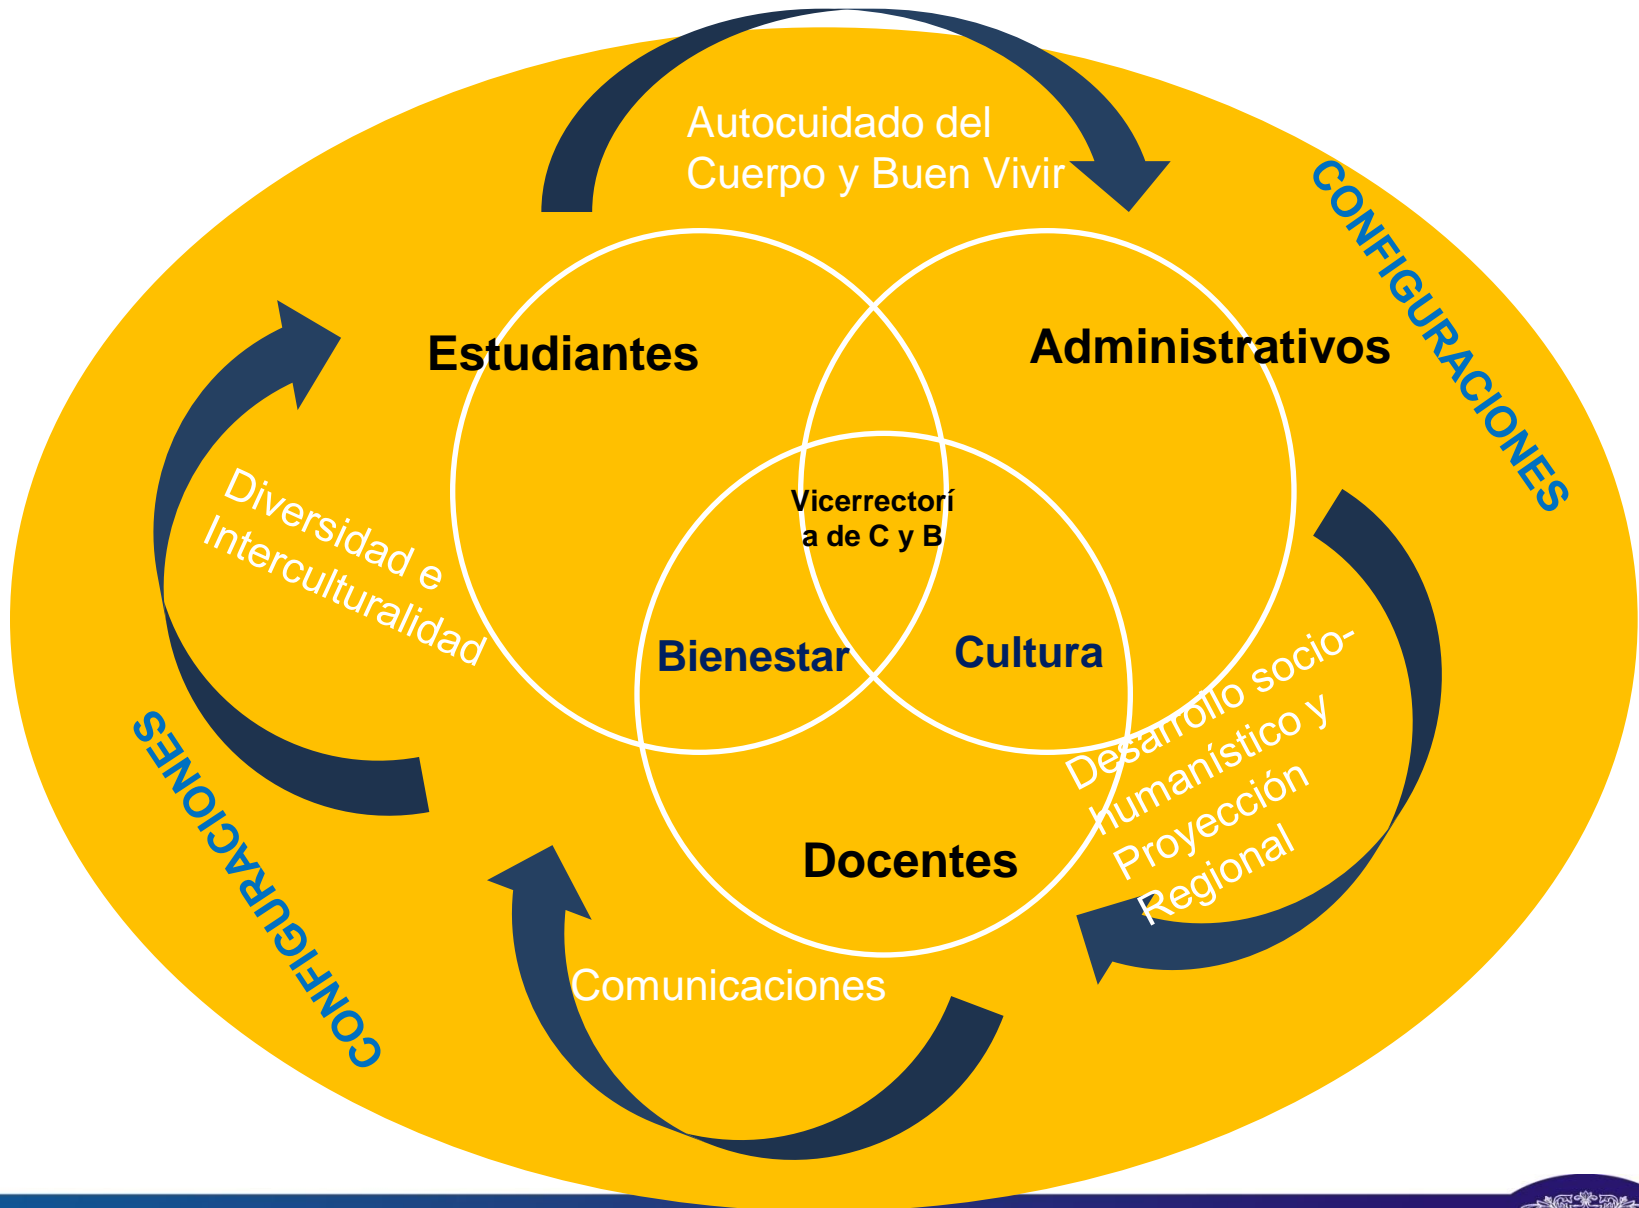 Autocuidado del
Cuerpo y Buen Vivir
CONFIGURACIONES
Estudiantes
Administrativos
Vicerrectorí
a de C y B
Diversidad e
Interculturalidad
Bienestar
Cultura
Desarrollo socio-
humanístico y
Proyección
Regional
Docentes
Comunicaciones
CONFIGURACIONES